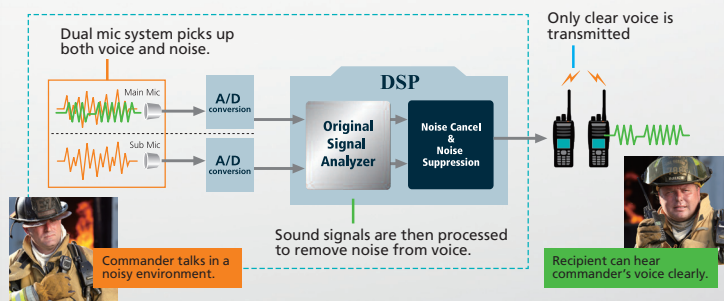 Dual mic system picks up
both voice and noise.
Main Mic
A/D
conversion
Sub Mic
A/D
conversion
DSP
Original
Signal
Analyzer
Noise Cancel
&
Noise
Suppression
Only clear voice is
transmitted
Commander talks in a
noisy environment.
Sound signals are then processed
to remove noise from voice.
Recipient can hear
commander’s voice clearly.